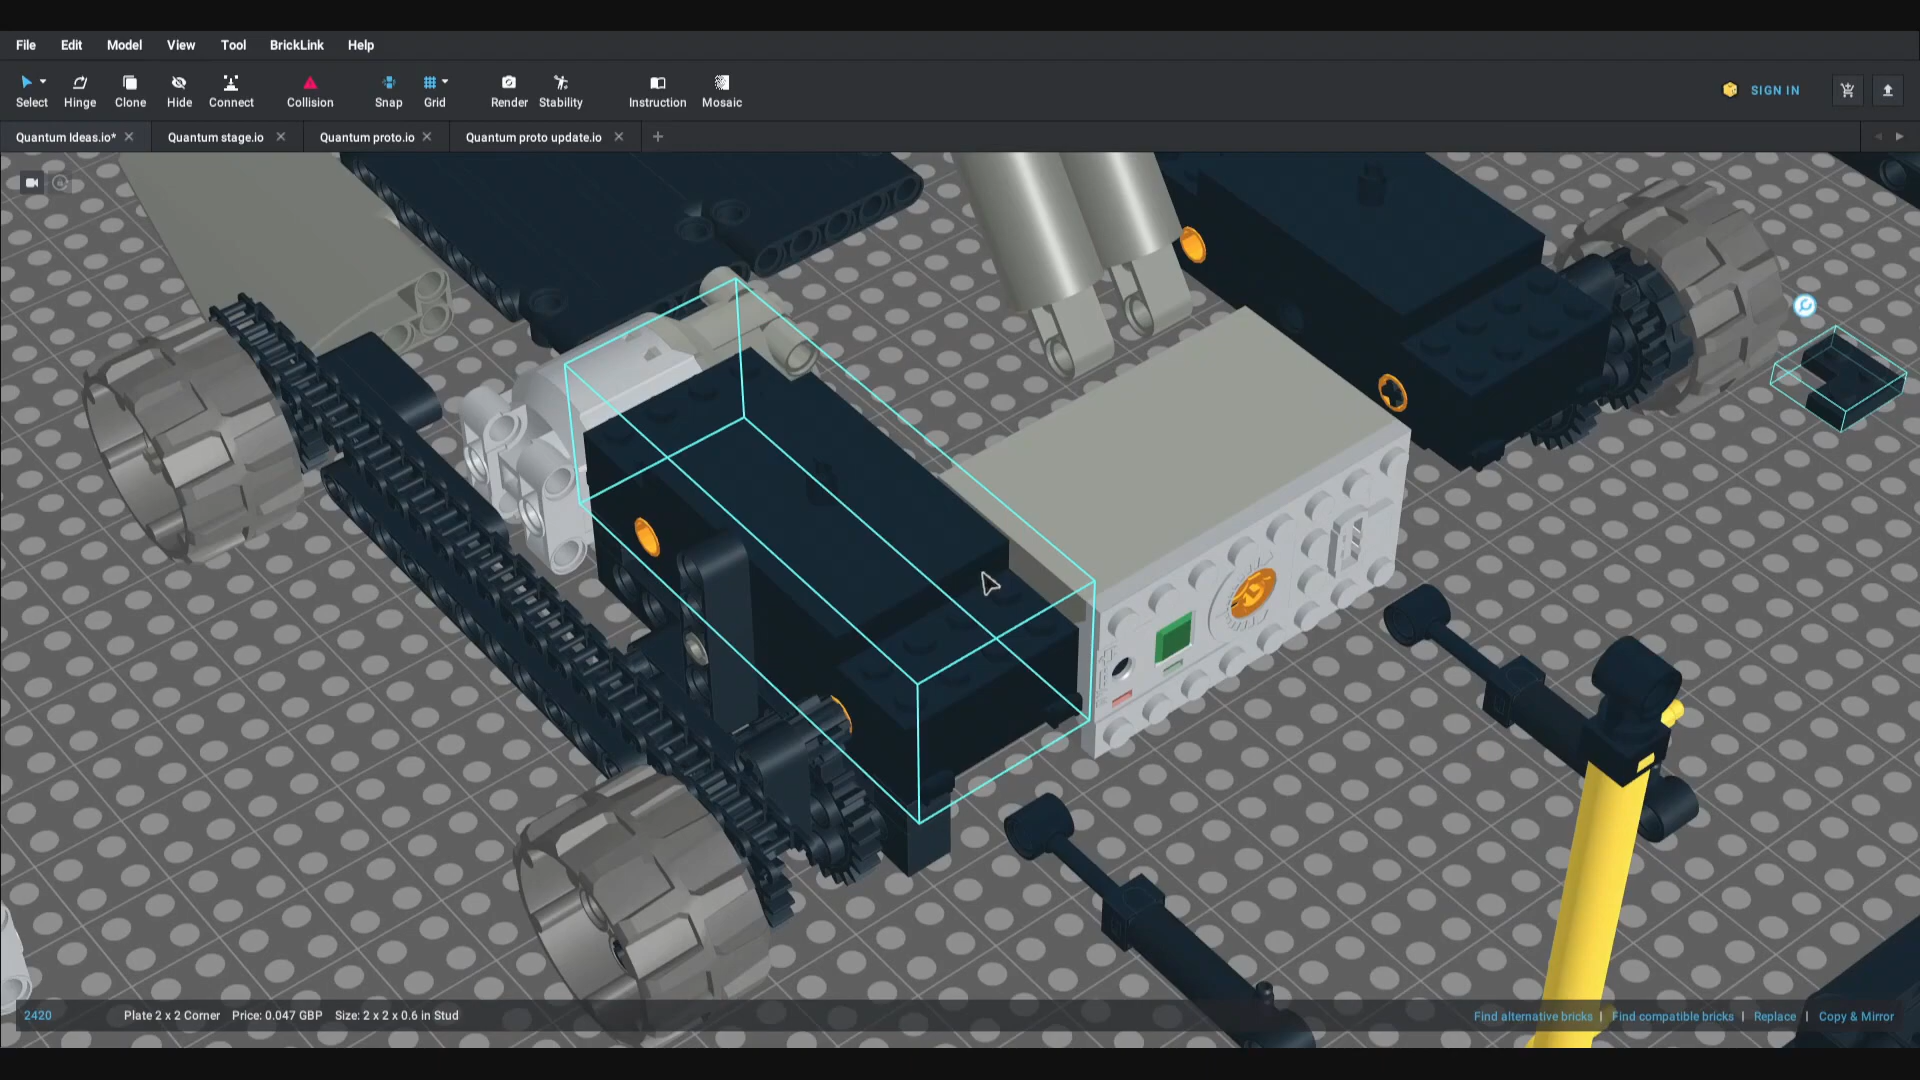 File Edit Model View Tool BrickLink Help
Select Hinge Clone Hide Connect Collision Snap Grid Render Stability Instruction Mosaic SIGN IN
Quantum Ideas.io* Quantum stage.io Quantum proto.io Quantum proto update.io
2420 Plate 2 x 2 Corner Price: 0.047 GBP Size: 2 x 2 x 0.6 in Stud Find alternative bricks | Find compatible bricks | Replace | Copy & Mirror